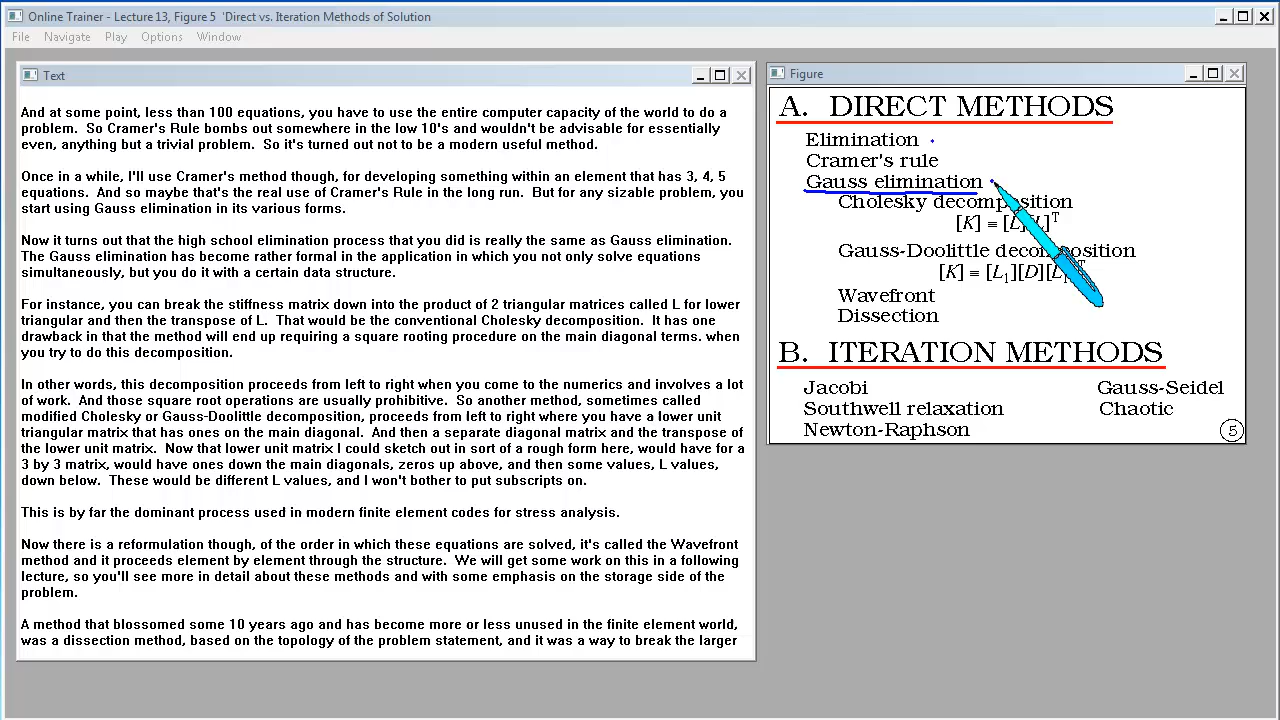 Online Trainer - Lecture 13, Figure 5 'Direct vs. Iteration Methods of Solution
File Navigate Play Options Window
Text
And at some point, less than 100 equations, you have to use the entire computer capacity of the world to do a
problem. So Cramer's Rule bombs out somewhere in the low 10's and wouldn't be advisable for essentially
even, anything but a trivial problem. So it's turned out not to be a modern useful method.
Once in a while, I'll use Cramer's method though, for developing something within an element that has 3, 4, 5
equations. And so maybe that's the real use of Cramer's Rule in the long run. But for any sizable problem, you
start using Gauss elimination in its various forms.
Now it turns out that the high school elimination process that you did is really the same as Gauss elimination.
The Gauss elimination has become rather formal in the application in which you not only solve equations
simultaneously, but you do it with a certain data structure.
For instance, you can break the stiffness matrix down into the product of 2 triangular matrices called L for lower
triangular and then the transpose of L. That would be the conventional Cholesky decomposition. It has one
drawback in that the method will end up requiring a square rooting procedure on the main diagonal terms. when
you try to do this decomposition.
In other words, this decomposition proceeds from left to right when you come to the numerics and involves a lot
of work. And those square root operations are usually prohibitive. So another method, sometimes called
modified Cholesky or Gauss-Doolittle decomposition, proceeds from left to right where you have a lower unit
triangular matrix that has ones on the main diagonal. And then a separate diagonal matrix and the transpose of
the lower unit matrix. Now that lower unit matrix I could sketch out in sort of a rough form here, would have for a
3 by 3 matrix, would have ones down the main diagonals, zeros up above, and then some values, L values,
down below. These would be different L values, and I won't bother to put subscripts on.
This is by far the dominant process used in modern finite element codes for stress analysis.
Now there is a reformulation though, of the order in which these equations are solved, it's called the Wavefront
method and it proceeds element by element through the structure. We will get some work on this in a following
lecture, so you'll see more in detail about these methods and with some emphasis on the storage side of the
problem.
A method that blossomed some 10 years ago and has become more or less unused in the finite element world,
was a dissection method, based on the topology of the problem statement, and it was a way to break the larger
Figure
A. DIRECT METHODS
Elimination
Cramer's rule
Gauss elimination
Cholesky decomposition
[K] ≡ [L][L]ᵀ
Gauss-Doolittle decomposition
[K] ≡ [L₁][D][L₁]ᵀ
Wavefront
Dissection
B. ITERATION METHODS
Jacobi Gauss-Seidel
Southwell relaxation Chaotic
Newton-Raphson
5